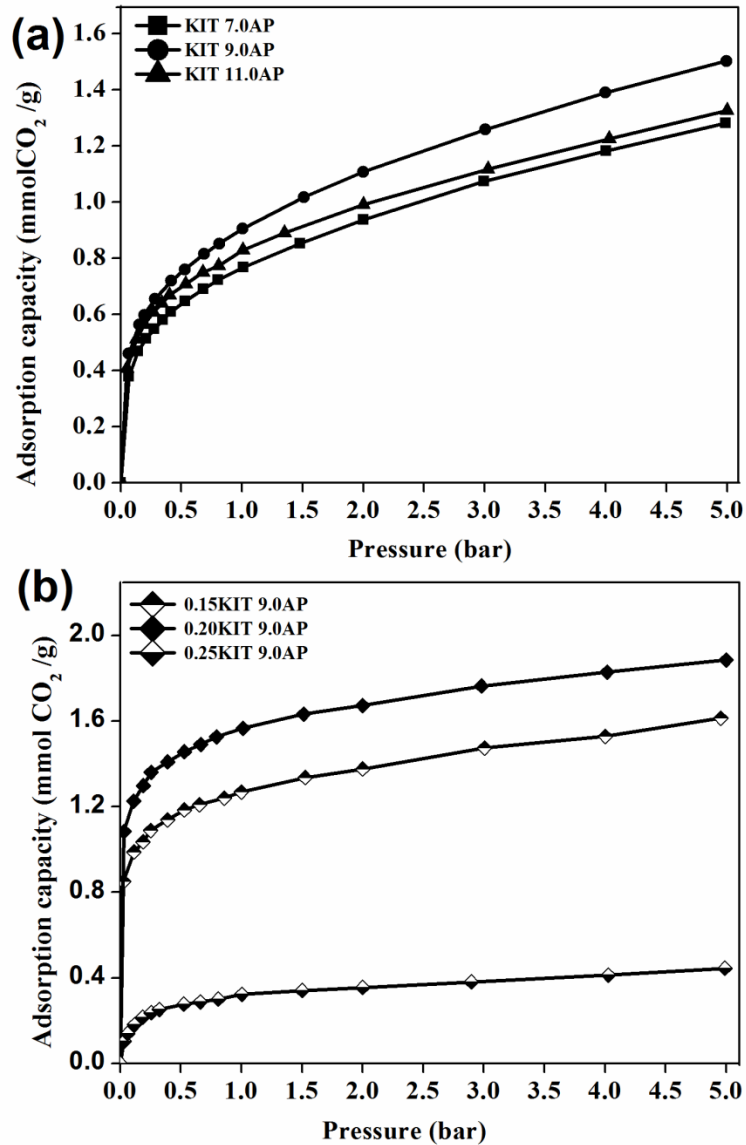 (a)
KIT 7.0AP
KIT 9.0AP
KIT 11.0AP
Adsorption capacity (mmolCO2 /g)
1.6
1.4
1.2
1.0
0.8
0.6
0.4
0.2
0.0
0.0 0.5 1.0 1.5 2.0 2.5 3.0 3.5 4.0 4.5 5.0
Pressure (bar)
(b)
0.15KIT 9.0AP
0.20KIT 9.0AP
0.25KIT 9.0AP
Adsorption capacity (mmol CO2 /g)
2.0
1.6
1.2
0.8
0.4
0.0
0.0 0.5 1.0 1.5 2.0 2.5 3.0 3.5 4.0 4.5 5.0
Pressure (bar)